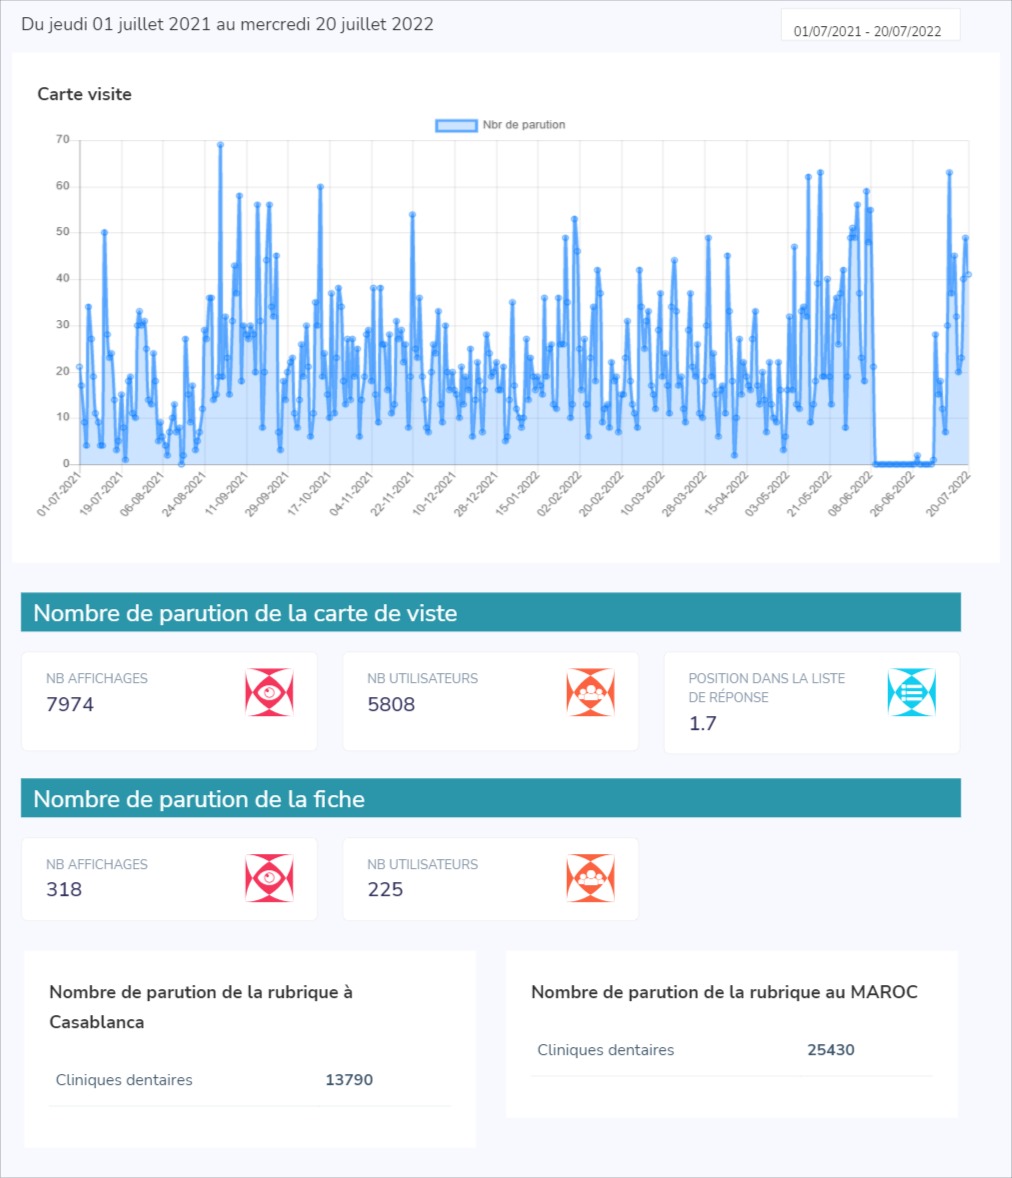 Du jeudi 01 juillet 2021 au mercredi 20 juillet 2022
01/07/2021 - 20/07/2022
Carte visite
Nbr de parution
70
60
50
40
30
20
10
0
01-07-2021
19-07-2021
06-08-2021
24-08-2021
11-09-2021
29-09-2021
17-10-2021
04-11-2021
22-11-2021
10-12-2021
28-12-2021
15-01-2022
02-02-2022
20-02-2022
10-03-2022
28-03-2022
15-04-2022
03-05-2022
21-05-2022
08-06-2022
26-06-2022
20-07-2022
Nombre de parution de la carte de viste
NB AFFICHAGES
7974
NB UTILISATEURS
5808
POSITION DANS LA LISTE
DE RÉPONSE
1.7
Nombre de parution de la fiche
NB AFFICHAGES
318
NB UTILISATEURS
225
Nombre de parution de la rubrique à
Casablanca
Cliniques dentaires 13790
Nombre de parution de la rubrique au MAROC
Cliniques dentaires 25430